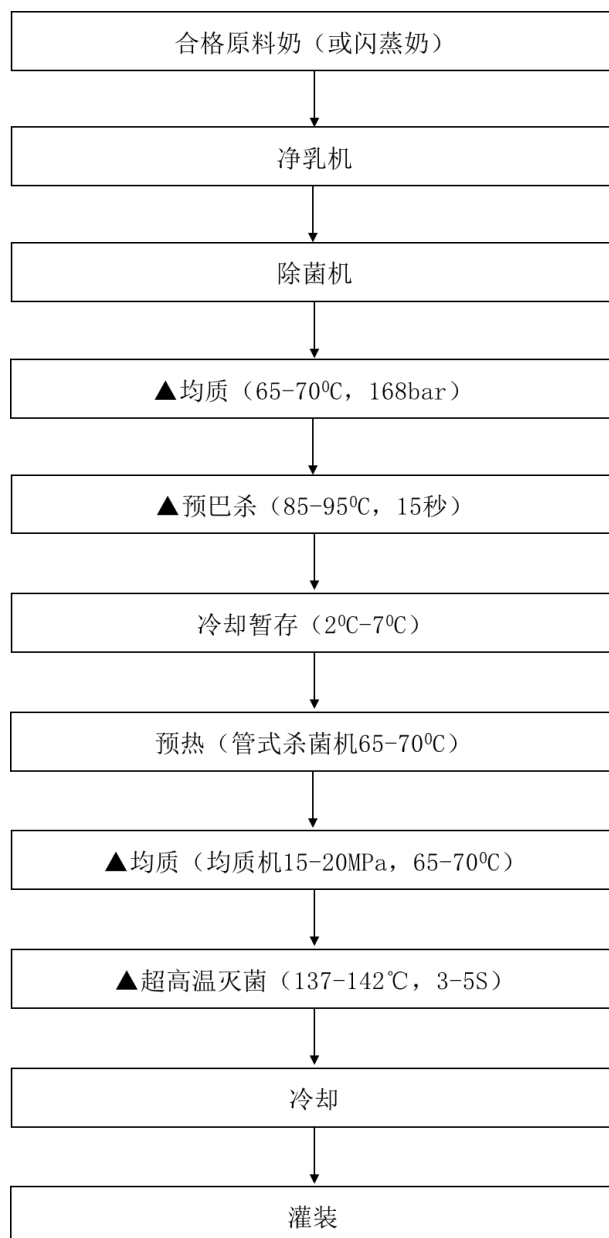 合格原料奶（或闪蒸奶）
净乳机
除菌机
▲均质（65-70⁰C，168bar）
▲预巴杀（85-95⁰C，15秒）
冷却暂存（2⁰C-7⁰C）
预热（管式杀菌机65-70⁰C）
▲均质（均质机15-20MPa，65-70⁰C）
▲超高温灭菌（137-142℃，3-5S）
冷却
灌装